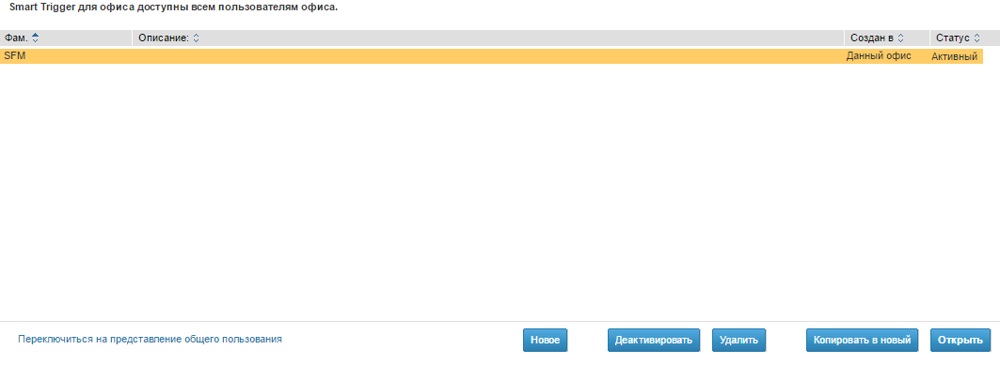 Smart Trigger для офиса доступны всем пользователям офиса.
Фам. Описание: Создан в Статус
SFM Данный офис Активный
Переключиться на представление общего пользования Новое Деактивировать Удалить Копировать в новый Открыть